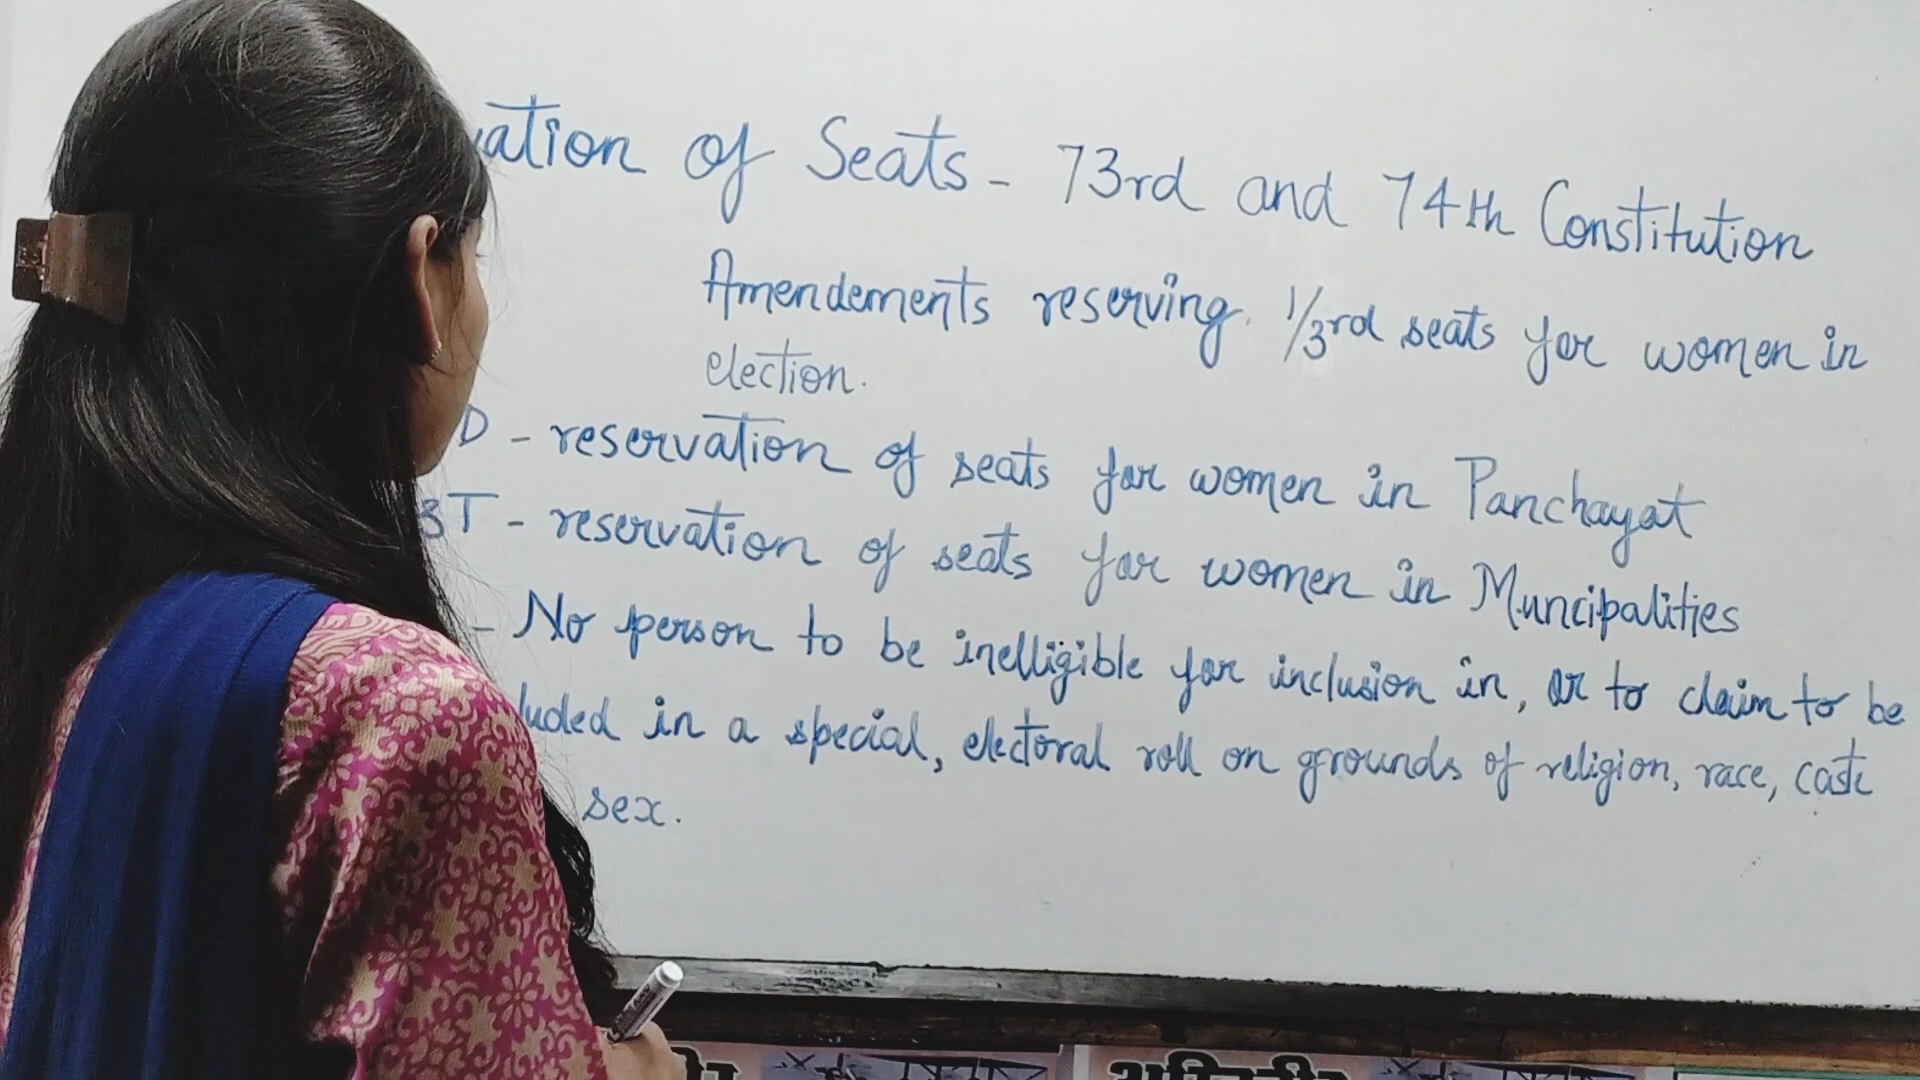 ation of Seats - 73rd and 74th Constitution
Amendements reserving 1/3rd seats for women in
election.
D - reservation of seats for women in Panchayat
3T - reservation of seats for women in Muncipalities
- No person to be inelligible for inclusion in, or to claim to be
luded in a special, electoral roll on grounds of religion, race, caste
sex.